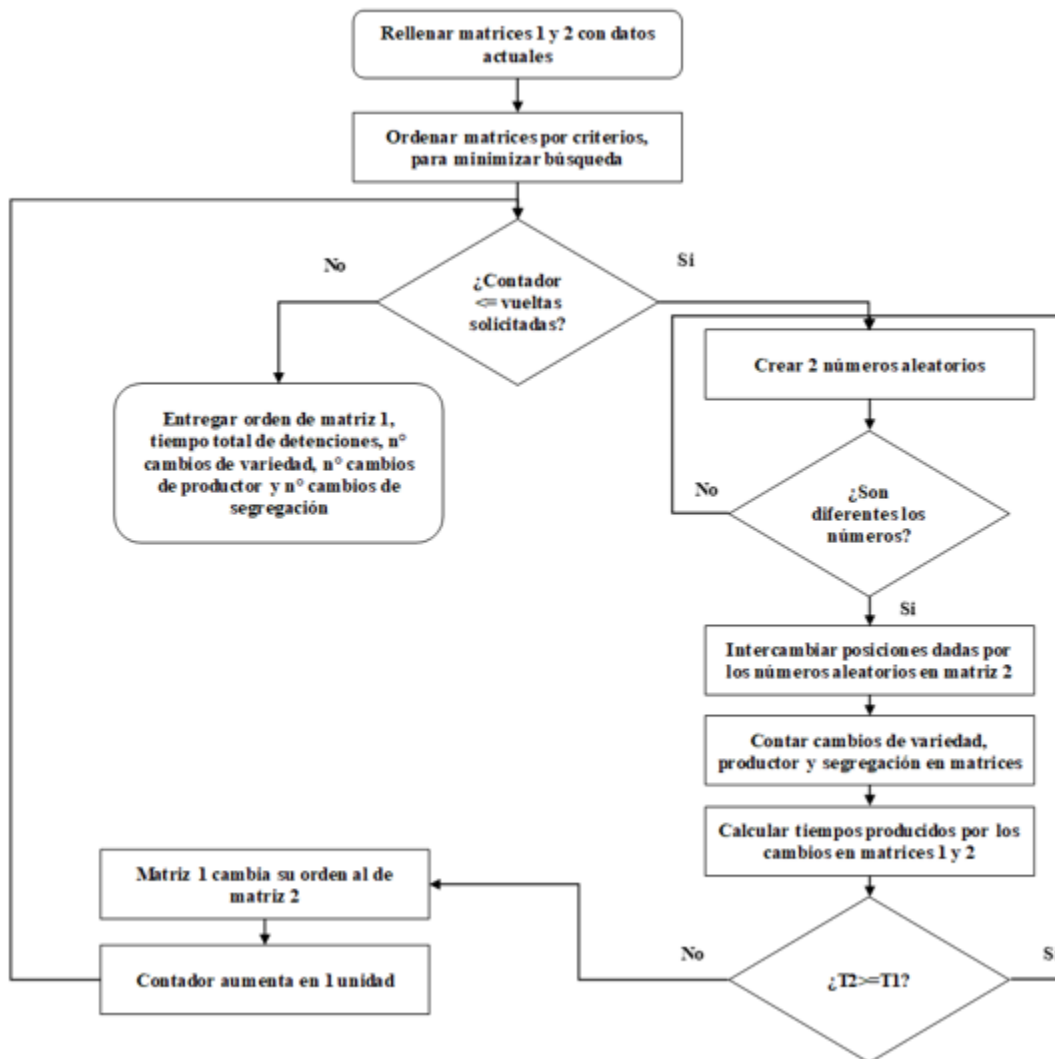 Rellenar matrices 1 y 2 con datos
actuales
Ordenar matrices por criterios,
para minimizar búsqueda
No
Si
¿Contador
<= vueltas
solicitadas?
Crear 2 números aleatorios
Entregar orden de matriz 1,
tiempo total de detenciones, n°
cambios de variedad, n° cambios
de productor y n° cambios de
segregación
No
¿Son
diferentes los
números?
Si
Intercambiar posiciones dadas por
los números aleatorios en matriz 2
Contar cambios de variedad,
productor y segregación en matrices
Calcular tiempos producidos por los
cambios en matrices 1 y 2
Matriz 1 cambia su orden al de
matriz 2
No
Contador aumenta en 1 unidad
¿T2>=T1?